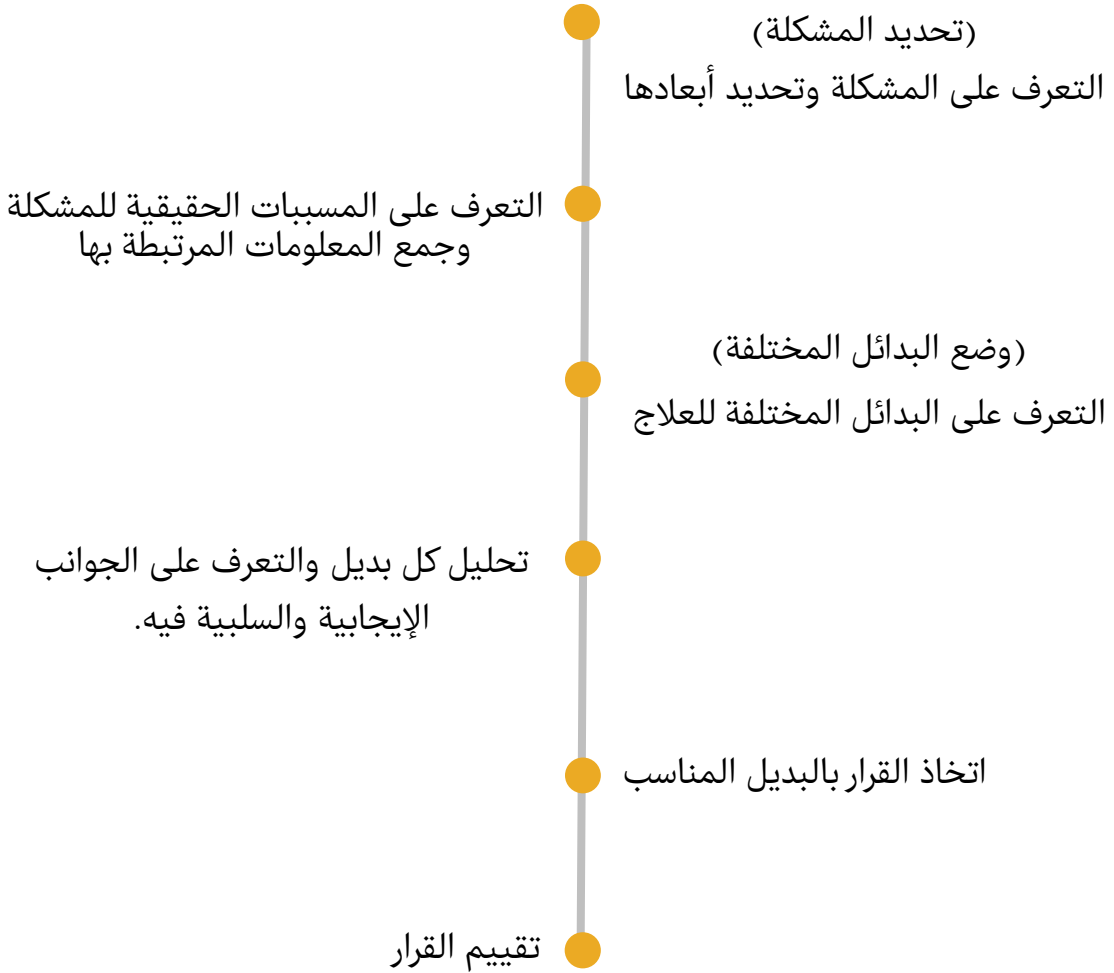 (تحديد المشكلة)
التعرف على المشكلة وتحديد أبعادها
التعرف على المسببات الحقيقية للمشكلة
وجمع المعلومات المرتبطة بها
(وضع البدائل المختلفة)
التعرف على البدائل المختلفة للعلاج
تحليل كل بديل والتعرف على الجوانب
الإيجابية والسلبية فيه.
اتخاذ القرار بالبديل المناسب
تقييم القرار